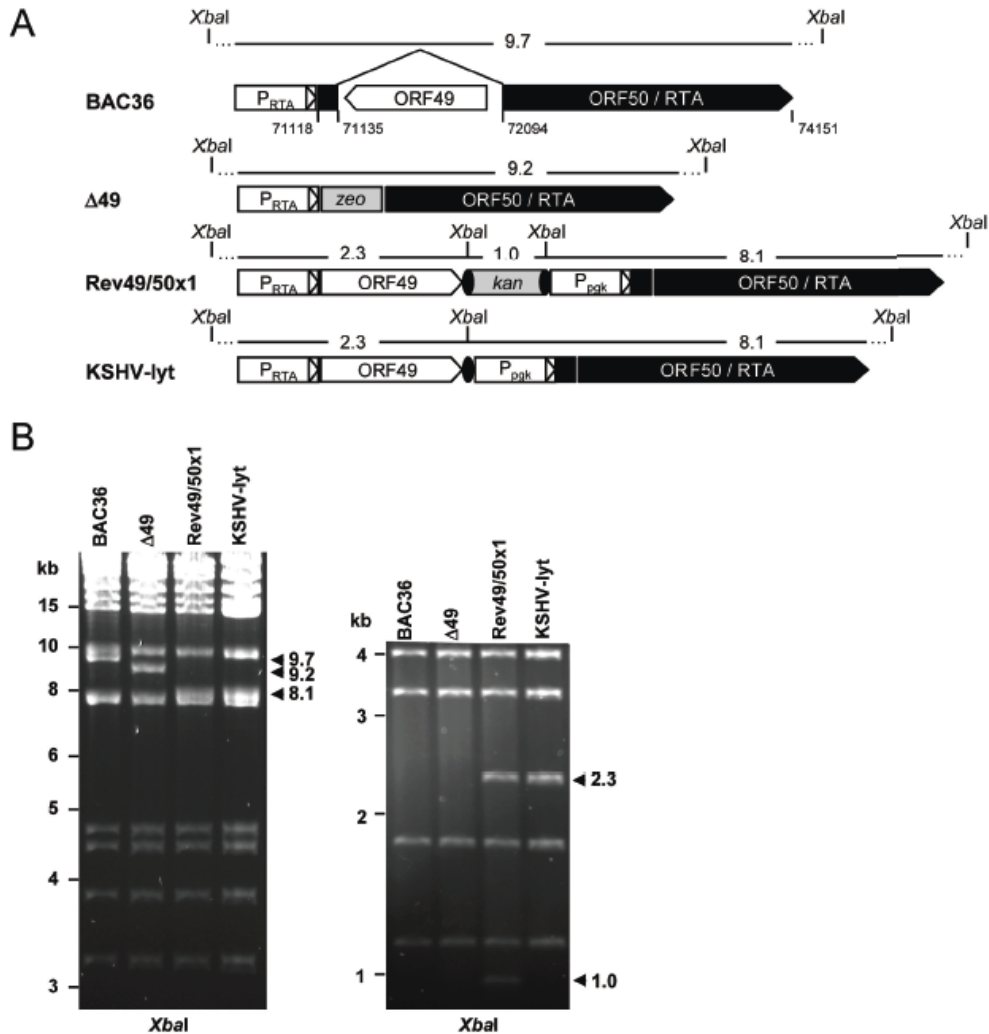 A
XbaI XbaI
9.7
BAC36 PRTA ORF49 ORF50 / RTA
71118 71135 72094 74151
XbaI XbaI
9.2
Δ49 PRTA zeo ORF50 / RTA
XbaI XbaI XbaI XbaI
2.3 1.0 8.1
Rev49/50x1 PRTA ORF49 kan Ppgk ORF50 / RTA
XbaI XbaI XbaI
2.3 8.1
KSHV-lyt PRTA ORF49 Ppgk ORF50 / RTA
B
BAC36 Δ49 Rev49/50x1 KSHV-lyt
kb
15
10
9.7
9.2
8
8.1
6
5
4
3
XbaI
BAC36 Δ49 Rev49/50x1 KSHV-lyt
kb
4
3
2.3
2
1
1.0
XbaI